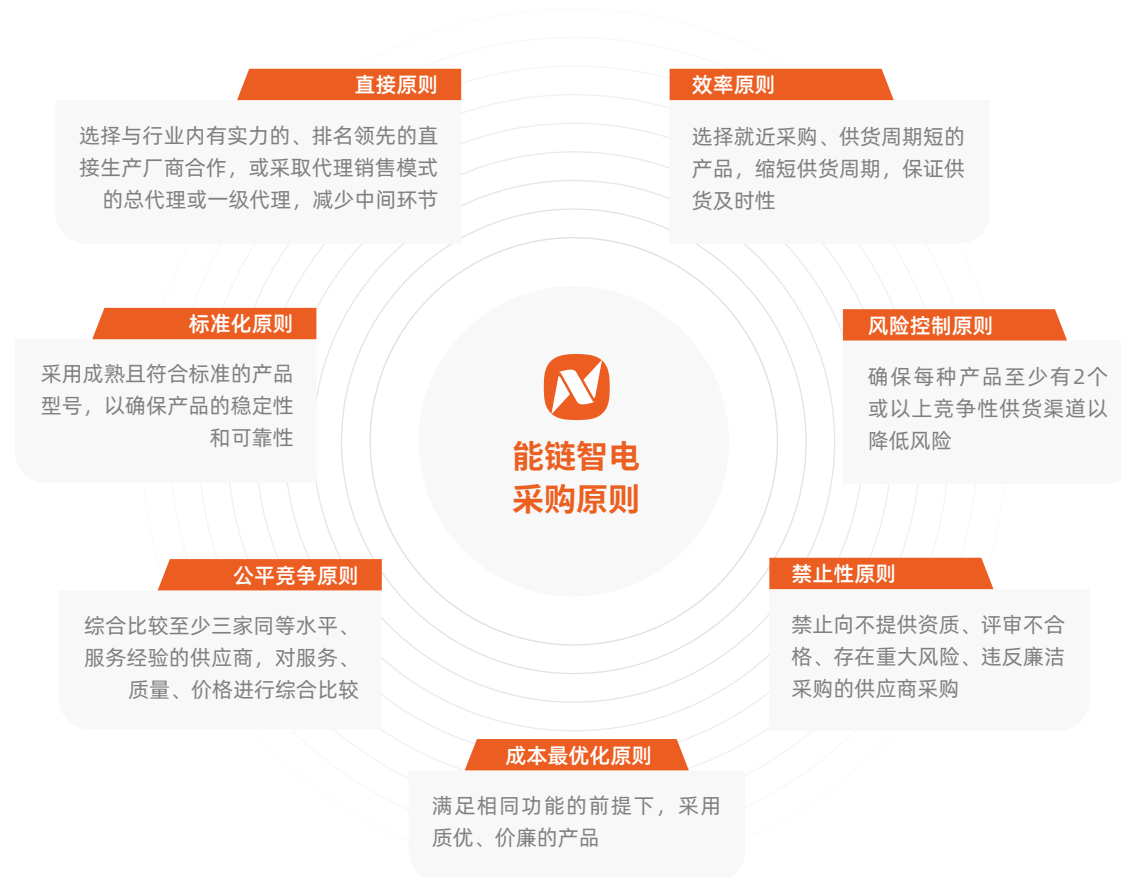 直接原则
选择与行业内有实力的、排名领先的直
接生产厂商合作，或采取代理销售模式
的总代理或一级代理，减少中间环节
效率原则
选择就近采购、供货周期短的
产品，缩短供货周期，保证供
货及时性
标准化原则
采用成熟且符合标准的产品
型号，以确保产品的稳定性
和可靠性
能链智电
采购原则
风险控制原则
确保每种产品至少有2个
或以上竞争性供货渠道以
降低风险
公平竞争原则
综合比较至少三家同等水平、
服务经验的供应商，对服务、
质量、价格进行综合比较
禁止性原则
禁止向不提供资质、评审不合
格、存在重大风险、违反廉洁
采购的供应商采购
成本最优化原则
满足相同功能的前提下，采用
质优、价廉的产品